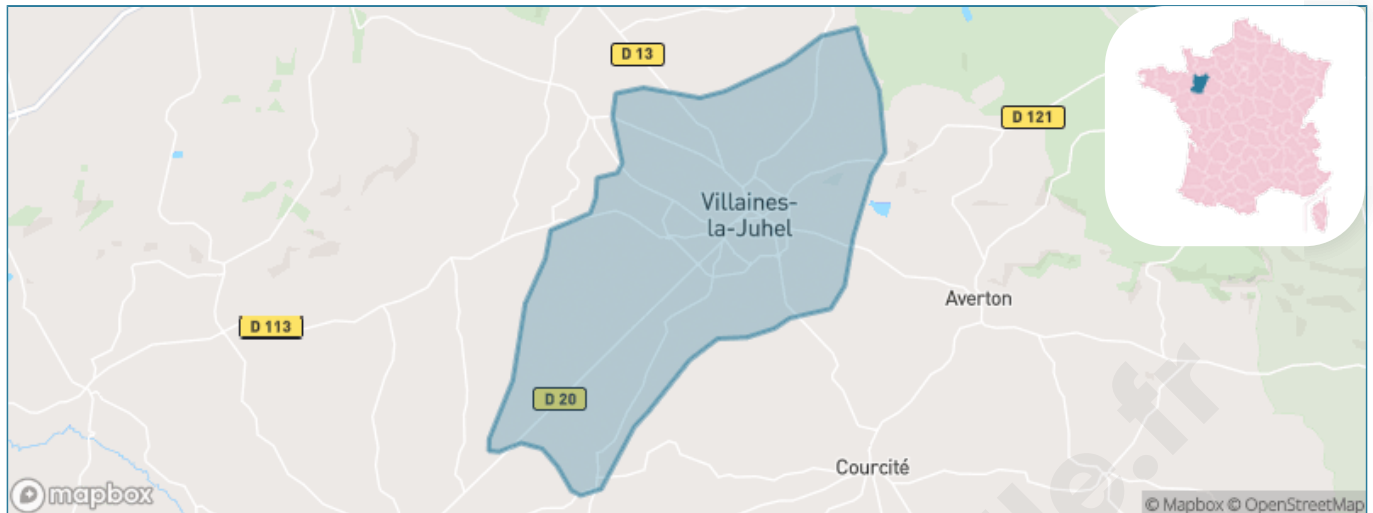 D 13
D 121
Villaines-
la-Juhel
Averton
D 113
D 20
Courcité
mapbox
© Mapbox © OpenStreetMap